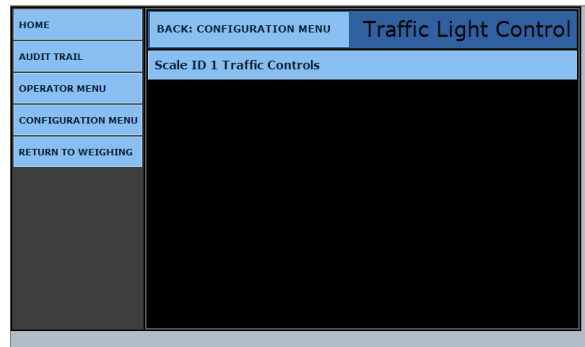 HOME
AUDIT TRAIL
OPERATOR MENU
CONFIGURATION MENU
RETURN TO WEIGHING
BACK: CONFIGURATION MENU
Traffic Light Control
Scale ID 1 Traffic Controls